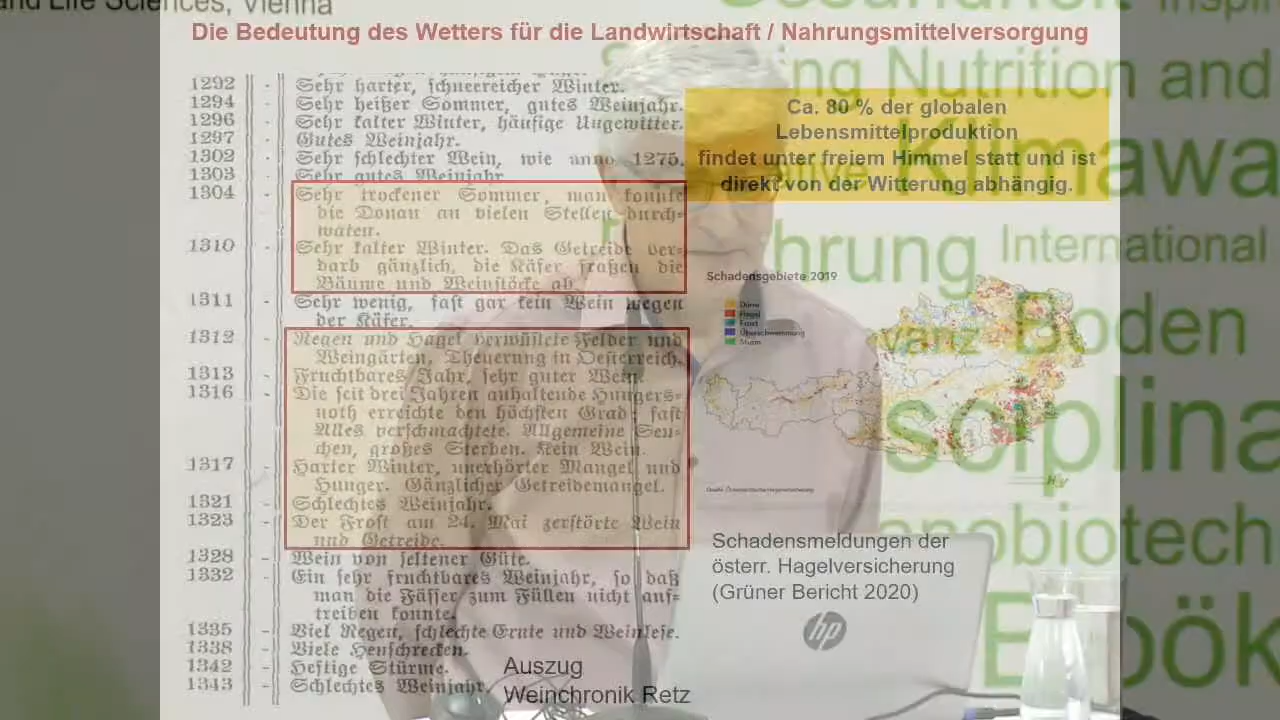 and Life Sciences, Vienna
Die Bedeutung des Wetters für die Landwirtschaft / Nahrungsmittelversorgung
1292 - Sehr harter, schneereicher Winter.
1294 - Sehr heißer Sommer, gutes Weinjahr.
1296 - Sehr kalter Winter, häufige Ungewitter.
1297 - Gutes Weinjahr.
1302 - Sehr schlechter Wein, wie anno 1275.
1303 - Sehr gutes Weinjahr
1304 Sehr trockener Sommer, man konnte
die Donau an vielen Stellen durch=
waten.
1310 - Sehr kalter Winter. Das Getreide ver=
darb gänzlich, die Käfer fraßen die
Bäume und Weinstöcke ab.
1311 - Sehr wenig, fast gar kein Wein wegen
der Käfer.
1312 - Regen und Hagel verwüstete Felder und
Weingärten, Theuerung in Oesterreich.
1313 - Fruchtbares Jahr, sehr guter Wein.
1316 - Die seit drei Jahren anhaltende Hungers=
noth erreichte den höchsten Grad; fast
Alles verschmachtete. Allgemeine Seu=
chen, großes Sterben. Kein Wein.
1317 - Harter Winter, unerhörter Mangel und
Hunger. Gänzlicher Getreidemangel.
1321 - Schlechtes Weinjahr.
1323 - Der Frost am 24. Mai zerstörte Wein
und Getreide.
1328 - Wein von seltener Güte.
1332 - Ein sehr fruchtbares Weinjahr, so daß
man die Fässer zum Füllen nicht auf=
treiben konnte.
1335 - Viel Regen, schlechte Ernte und Weinlese.
1338 - Viele Heuschrecken.
1342 - Heftige Stürme.
1343 - Schlechtes Weinjahr.
Auszug
Weinchronik Retz
Ca. 80 % der globalen
Lebensmittelproduktion
findet unter freiem Himmel statt und ist
direkt von der Witterung abhängig.
Schadensgebiete 2019
Dürre
Hagel
Frost
Überschwemmung
Sturm
Quelle: Österreichische Hagelversicherung
Schadensmeldungen der
österr. Hagelversicherung
(Grüner Bericht 2020)
hp
ng Nutrition and
Klimawa
hrung International
vanz Boden
sciplina
anobiotech